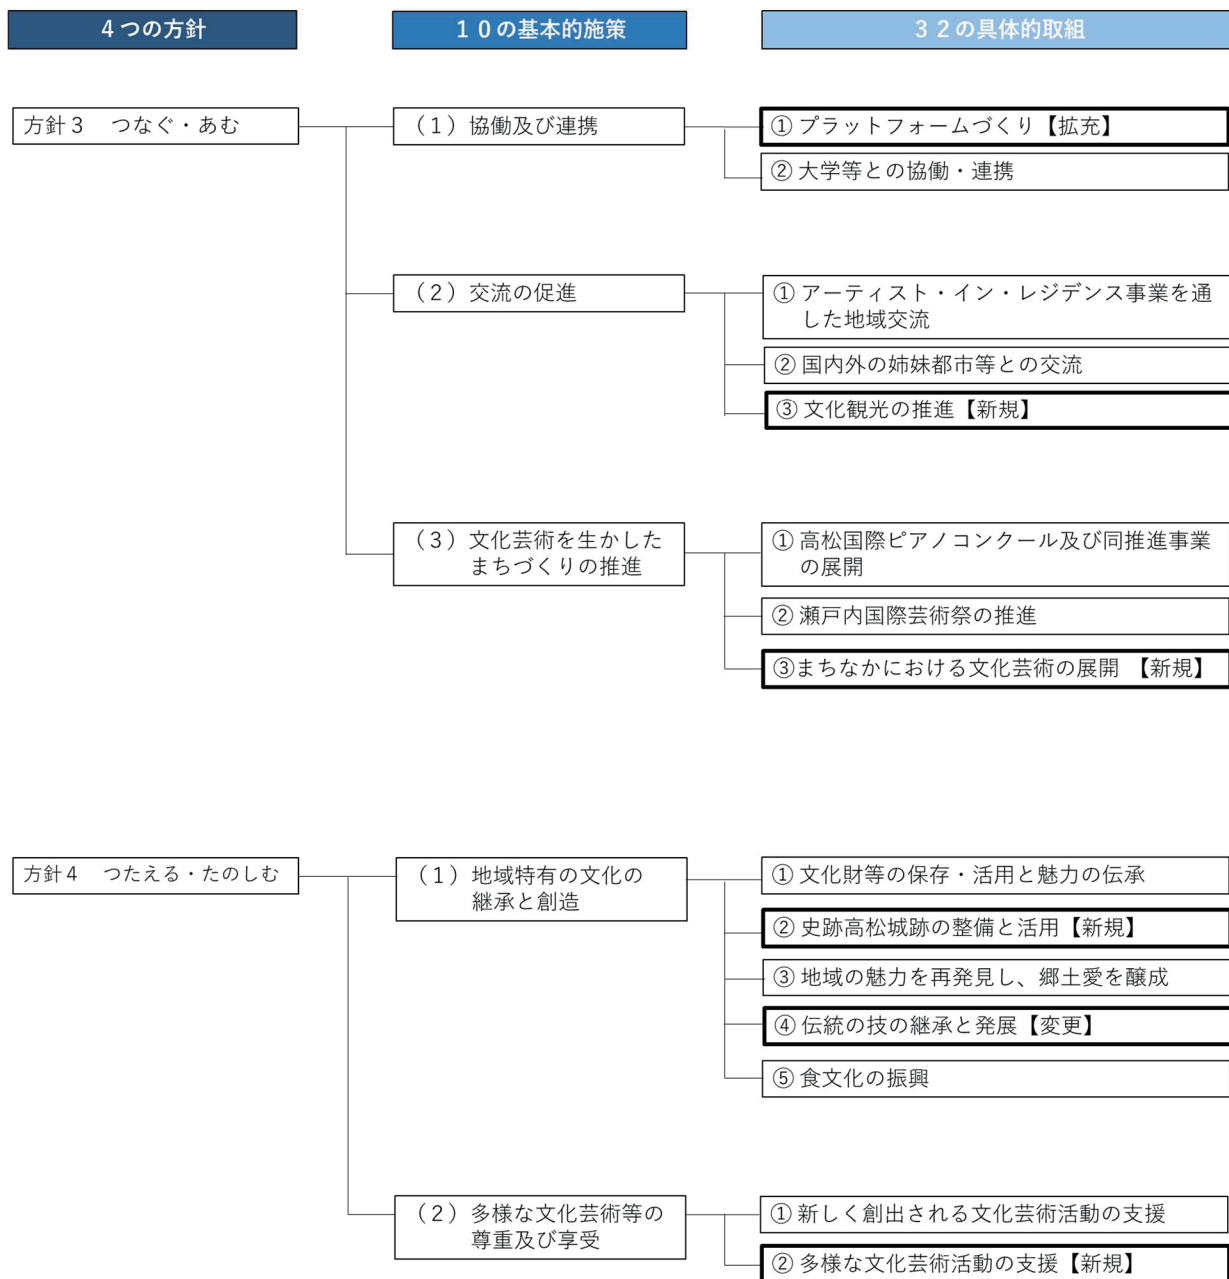 4つの方針
10の基本的施策
32の具体的取組
方針3 つなぐ・あむ
(1)協働及び連携
① プラットフォームづくり【拡充】
② 大学等との協働・連携
(2)交流の促進
① アーティスト・イン・レジデンス事業を通
した地域交流
② 国内外の姉妹都市等との交流
③ 文化観光の推進【新規】
(3)文化芸術を生かした
まちづくりの推進
① 高松国際ピアノコンクール及び同推進事業
の展開
② 瀬戸内国際芸術祭の推進
③まちなかにおける文化芸術の展開 【新規】
方針4 つたえる・たのしむ
(1)地域特有の文化の
継承と創造
① 文化財等の保存・活用と魅力の伝承
② 史跡高松城跡の整備と活用【新規】
③ 地域の魅力を再発見し、郷土愛を醸成
④ 伝統の技の継承と発展【変更】
⑤ 食文化の振興
(2)多様な文化芸術等の
尊重及び享受
① 新しく創出される文化芸術活動の支援
② 多様な文化芸術活動の支援【新規】